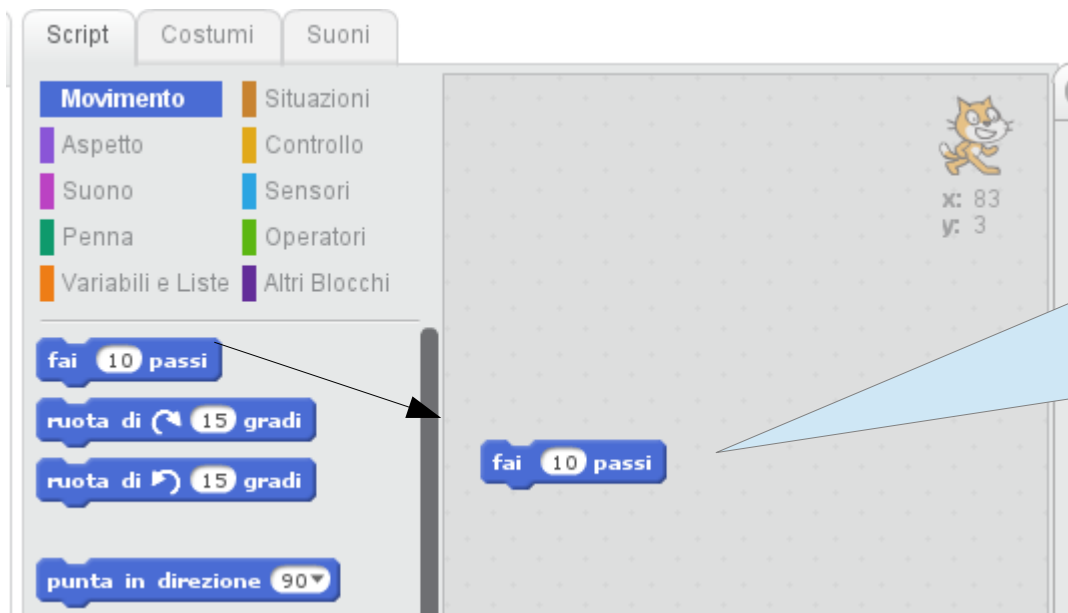 Script Costumi Suoni
Movimento Situazioni
Aspetto Controllo
Suono Sensori
Penna Operatori
Variabili e Liste Altri Blocchi
x: 83
y: 3
fai 10 passi
ruota di 15 gradi
ruota di 15 gradi
punta in direzione 90
fai 10 passi